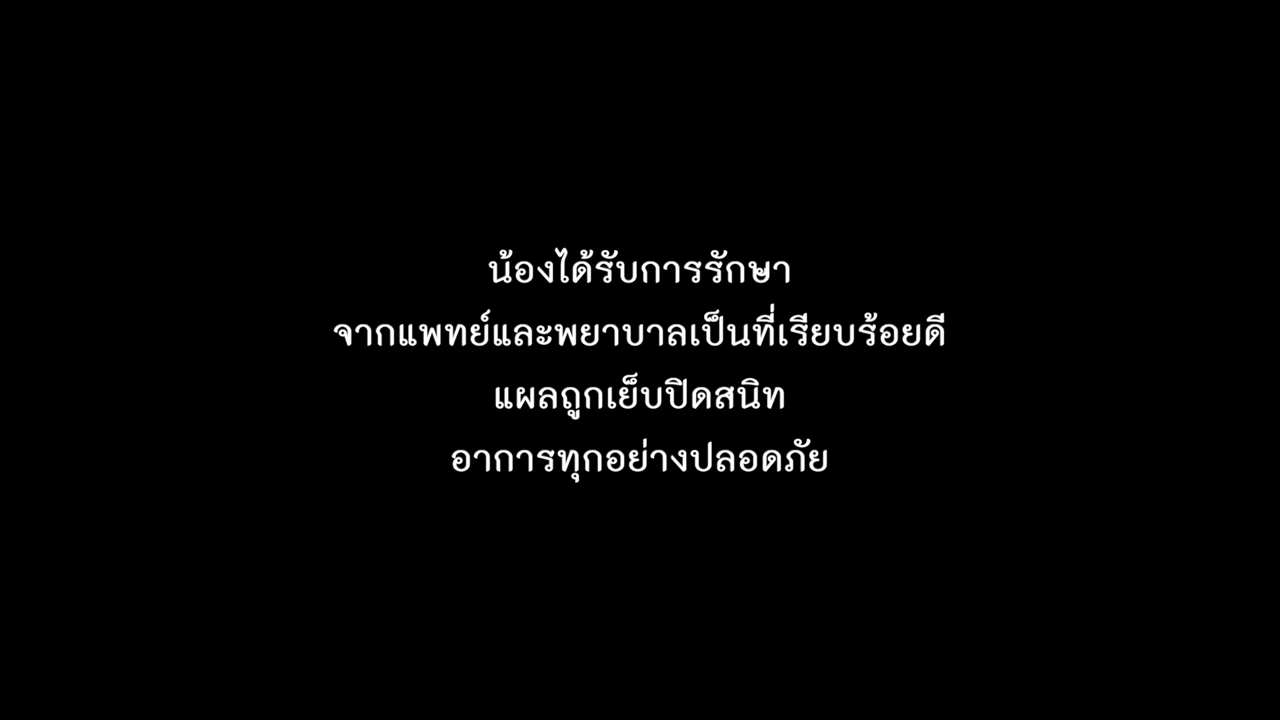 น้องได้รับการรักษา
จากแพทย์และพยาบาลเป็นที่เรียบร้อยดี
แผลถูกเย็บปิดสนิท
อาการทุกอย่างปลอดภัย